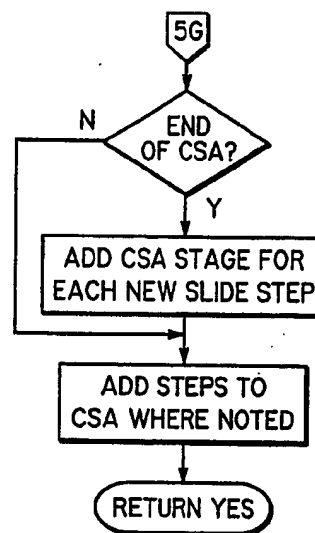 5G
END
OF CSA?
N
Y
ADD CSA STAGE FOR
EACH NEW SLIDE STEP
ADD STEPS TO
CSA WHERE NOTED
RETURN YES